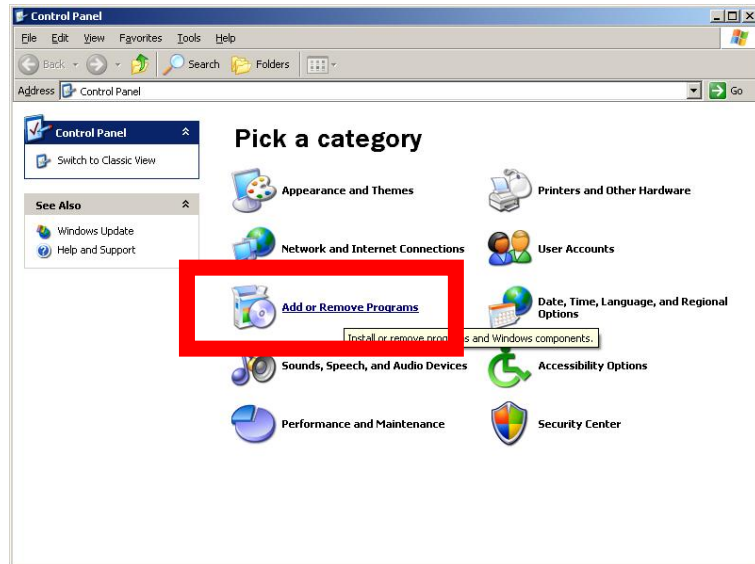 Control Panel
File Edit View Favorites Tools Help
Back Search Folders
Address Control Panel Go
Control Panel
Switch to Classic View
See Also
Windows Update
Help and Support
Pick a category
Appearance and Themes
Printers and Other Hardware
Network and Internet Connections
User Accounts
Add or Remove Programs
Date, Time, Language, and Regional
Options
Install or remove programs and Windows components.
Sounds, Speech, and Audio Devices
Accessibility Options
Performance and Maintenance
Security Center